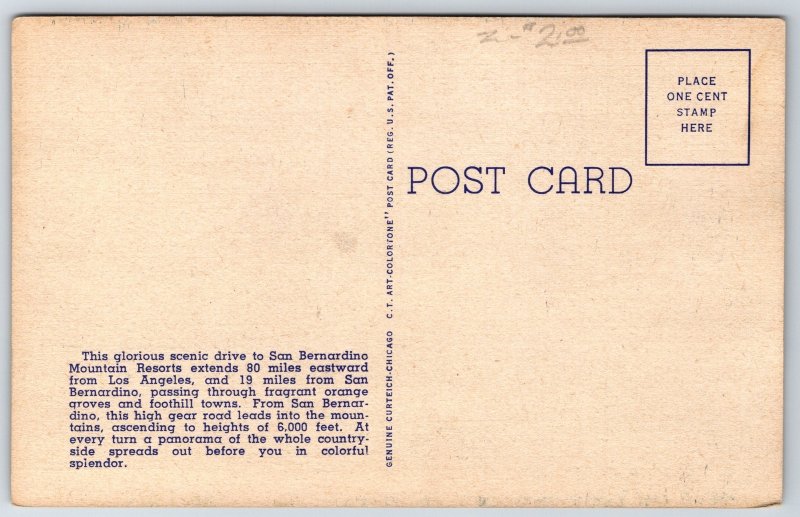 $2.00
PLACE
ONE CENT
STAMP
HERE
POST CARD
GENUINE CURTEICH-CHICAGO C.T. ART-COLORTONE" POST CARD (REG. U.S. PAT. OFF.)
This glorious scenic drive to San Bernardino
Mountain Resorts extends 80 miles eastward
from Los Angeles, and 19 miles from San
Bernardino, passing through fragrant orange
groves and foothill towns. From San Bernar-
dino, this high gear road leads into the moun-
tains, ascending to heights of 6,000 feet. At
every turn a panorama of the whole country-
side spreads out before you in colorful
splendor.